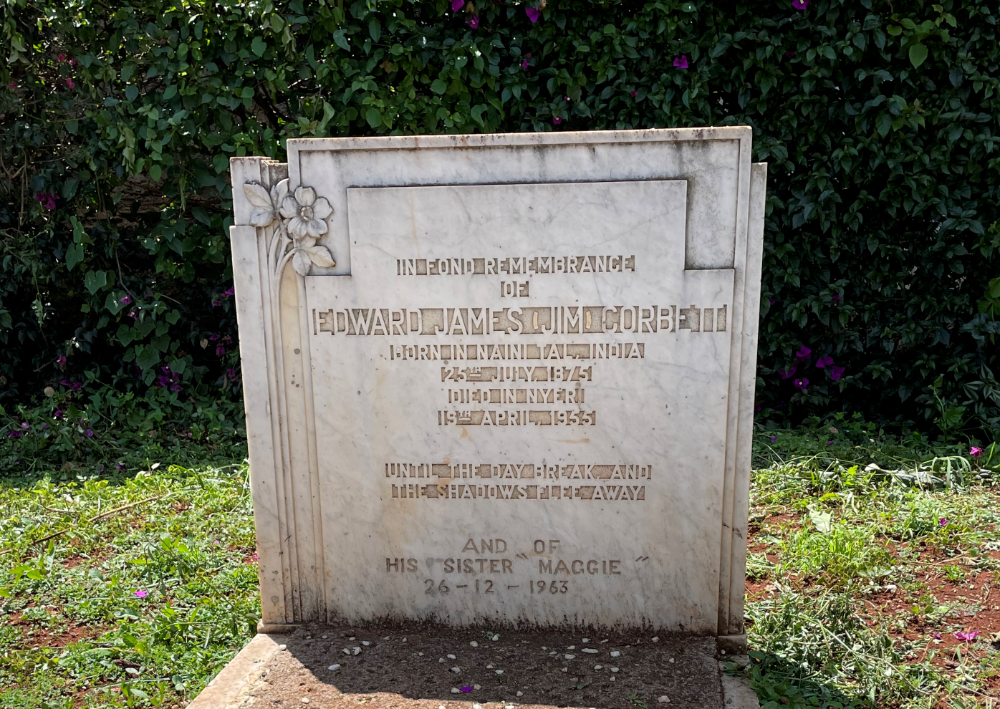 IN FOND REMEMBRANCE
OF
EDWARD JAMES (JIM) CORBETT
BORN IN NAINI TAL, INDIA
25TH JULY 1875
DIED IN NYERI
19TH APRIL, 1955
UNTIL THE DAY BREAK, AND
THE SHADOWS FLEE AWAY
AND OF
HIS "SISTER "MAGGIE"
26-12-1963